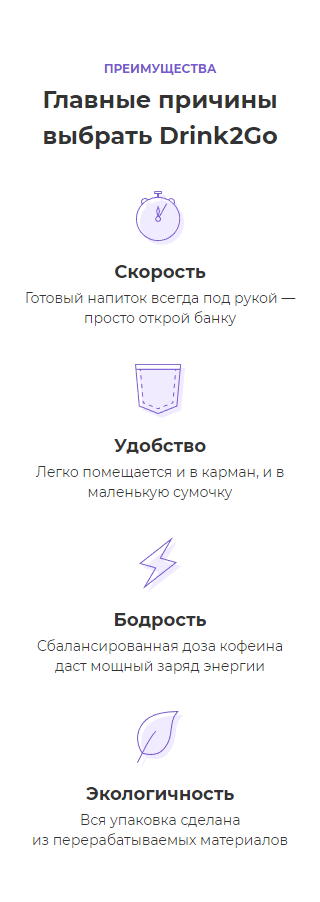 ПРЕИМУЩЕСТВА
Главные причины
выбрать Drink2Go
Скорость
Готовый напиток всегда под рукой —
просто открой банку
Удобство
Легко помещается и в карман, и в
маленькую сумочку
Бодрость
Сбалансированная доза кофеина
даст мощный заряд энергии
Экологичность
Вся упаковка сделана
из перерабатываемых материалов